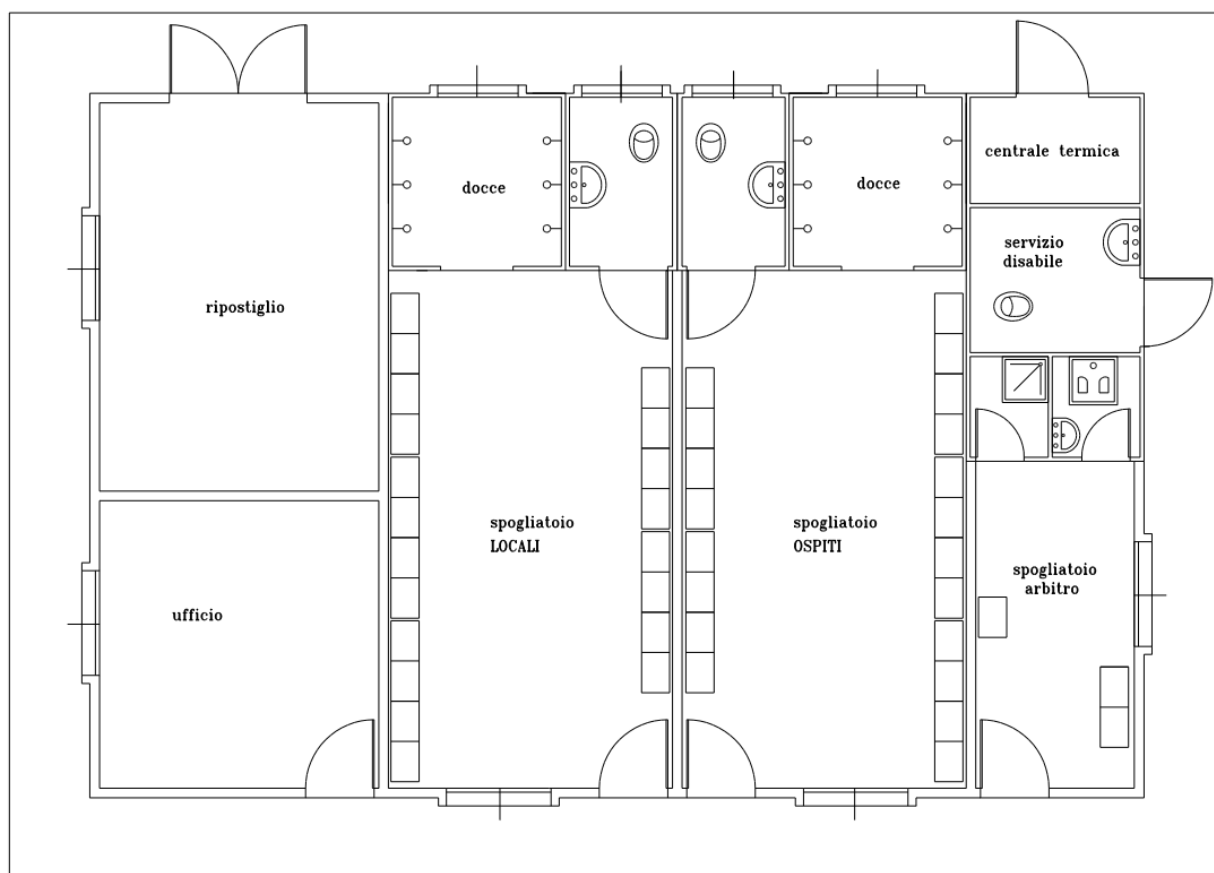 centrale termica
docce
docce
servizio
disabile
ripostiglio
spogliatoio
LOCALI
spogliatoio
OSPITI
spogliatoio
arbitro
ufficio